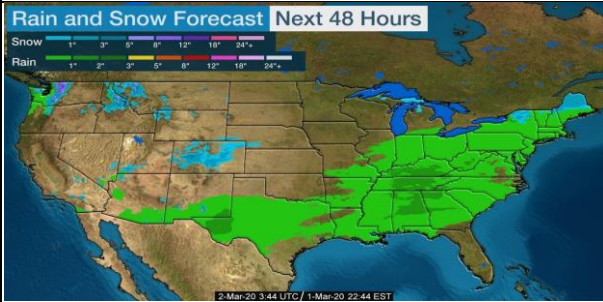 Rain and Snow Forecast Next 48 Hours
Snow 1" 3" 5" 8" 12" 18" 24"+
Rain 1" 2" 3" 5" 8" 12" 18" 24"+
2-Mar-20 3:44 UTC / 1-Mar-20 22:44 EST